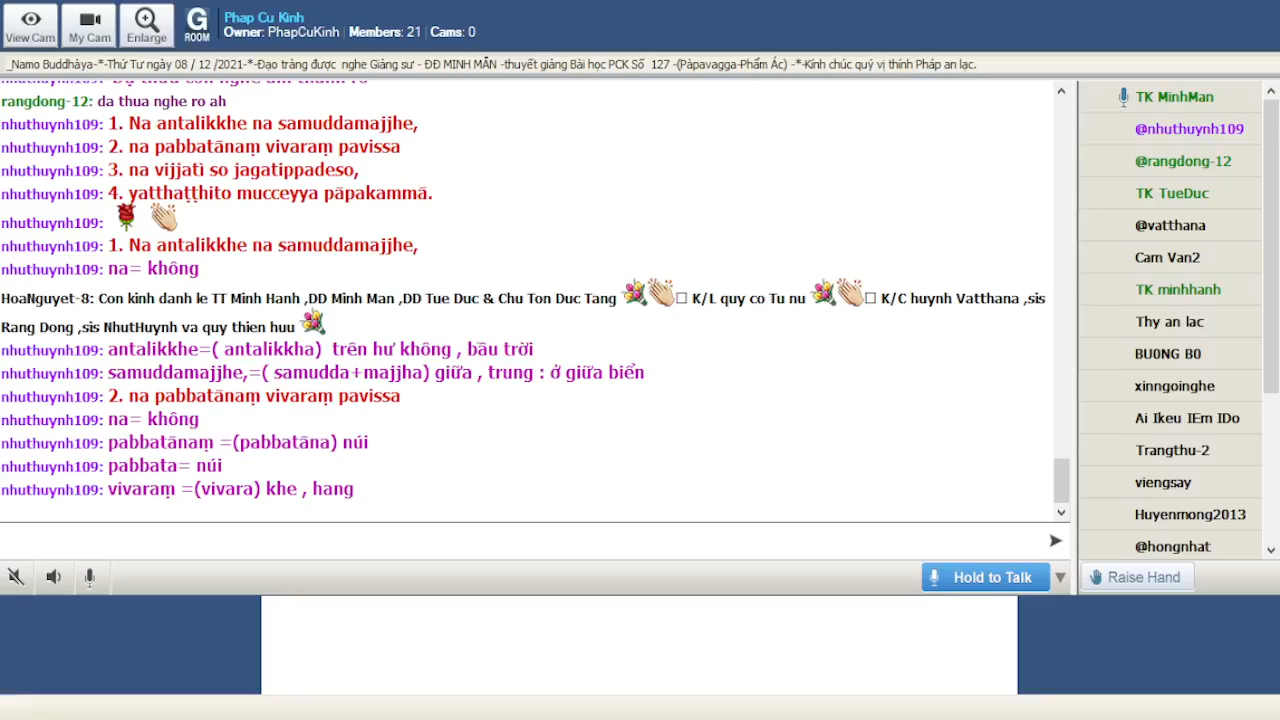 View Cam
My Cam
Enlarge
G
ROOM
Phap Cu Kinh
Owner: PhapCuKinh | Members: 21 | Cams: 0
_Namo Buddhàya-*-Thứ Tư ngày 08 / 12 /2021-*-Đạo tràng được nghe Giảng sư - ĐĐ MINH MẪN -thuyết giảng Bài học PCK Số 127 -(Pàpavagga-Phẩm Ác) -*-Kính chúc quý vị thính Pháp an lạc.
rangdong-12: da thua nghe ro ah
nhuthuynh109: 1. Na antalikkhe na samuddamajjhe,
nhuthuynh109: 2. na pabbatānaṃ vivaraṃ pavissa
nhuthuynh109: 3. na vijjatì so jagatippadeso,
nhuthuynh109: 4. yatthaṭṭhito mucceyya pāpakammā.
nhuthuynh109:
nhuthuynh109: 1. Na antalikkhe na samuddamajjhe,
nhuthuynh109: na= không
HoaNguyet-8: Con kinh danh le TT Minh Hanh ,DD Minh Man ,DD Tue Duc & Chu Ton Duc Tang K/L quy co Tu nu K/C huynh Vatthana ,sis
Rang Dong ,sis NhutHuynh va quy thien huu
nhuthuynh109: antalikkhe=( antalikkha) trên hư không , bầu trời
nhuthuynh109: samuddamajjhe,=( samudda+majjha) giữa , trung : ở giữa biển
nhuthuynh109: 2. na pabbatānaṃ vivaraṃ pavissa
nhuthuynh109: na= không
nhuthuynh109: pabbatānaṃ =(pabbatāna) núi
nhuthuynh109: pabbata= núi
nhuthuynh109: vivaraṃ =(vivara) khe , hang
Hold to Talk
TK MinhMan
@nhuthuynh109
@rangdong-12
TK TueDuc
@vatthana
Cam Van2
TK minhhanh
Thy an lac
BU0NG B0
xinngoinghe
Ai Ikeu IEm IDo
Trangthu-2
viengsay
Huyenmong2013
@hongnhat
Raise Hand